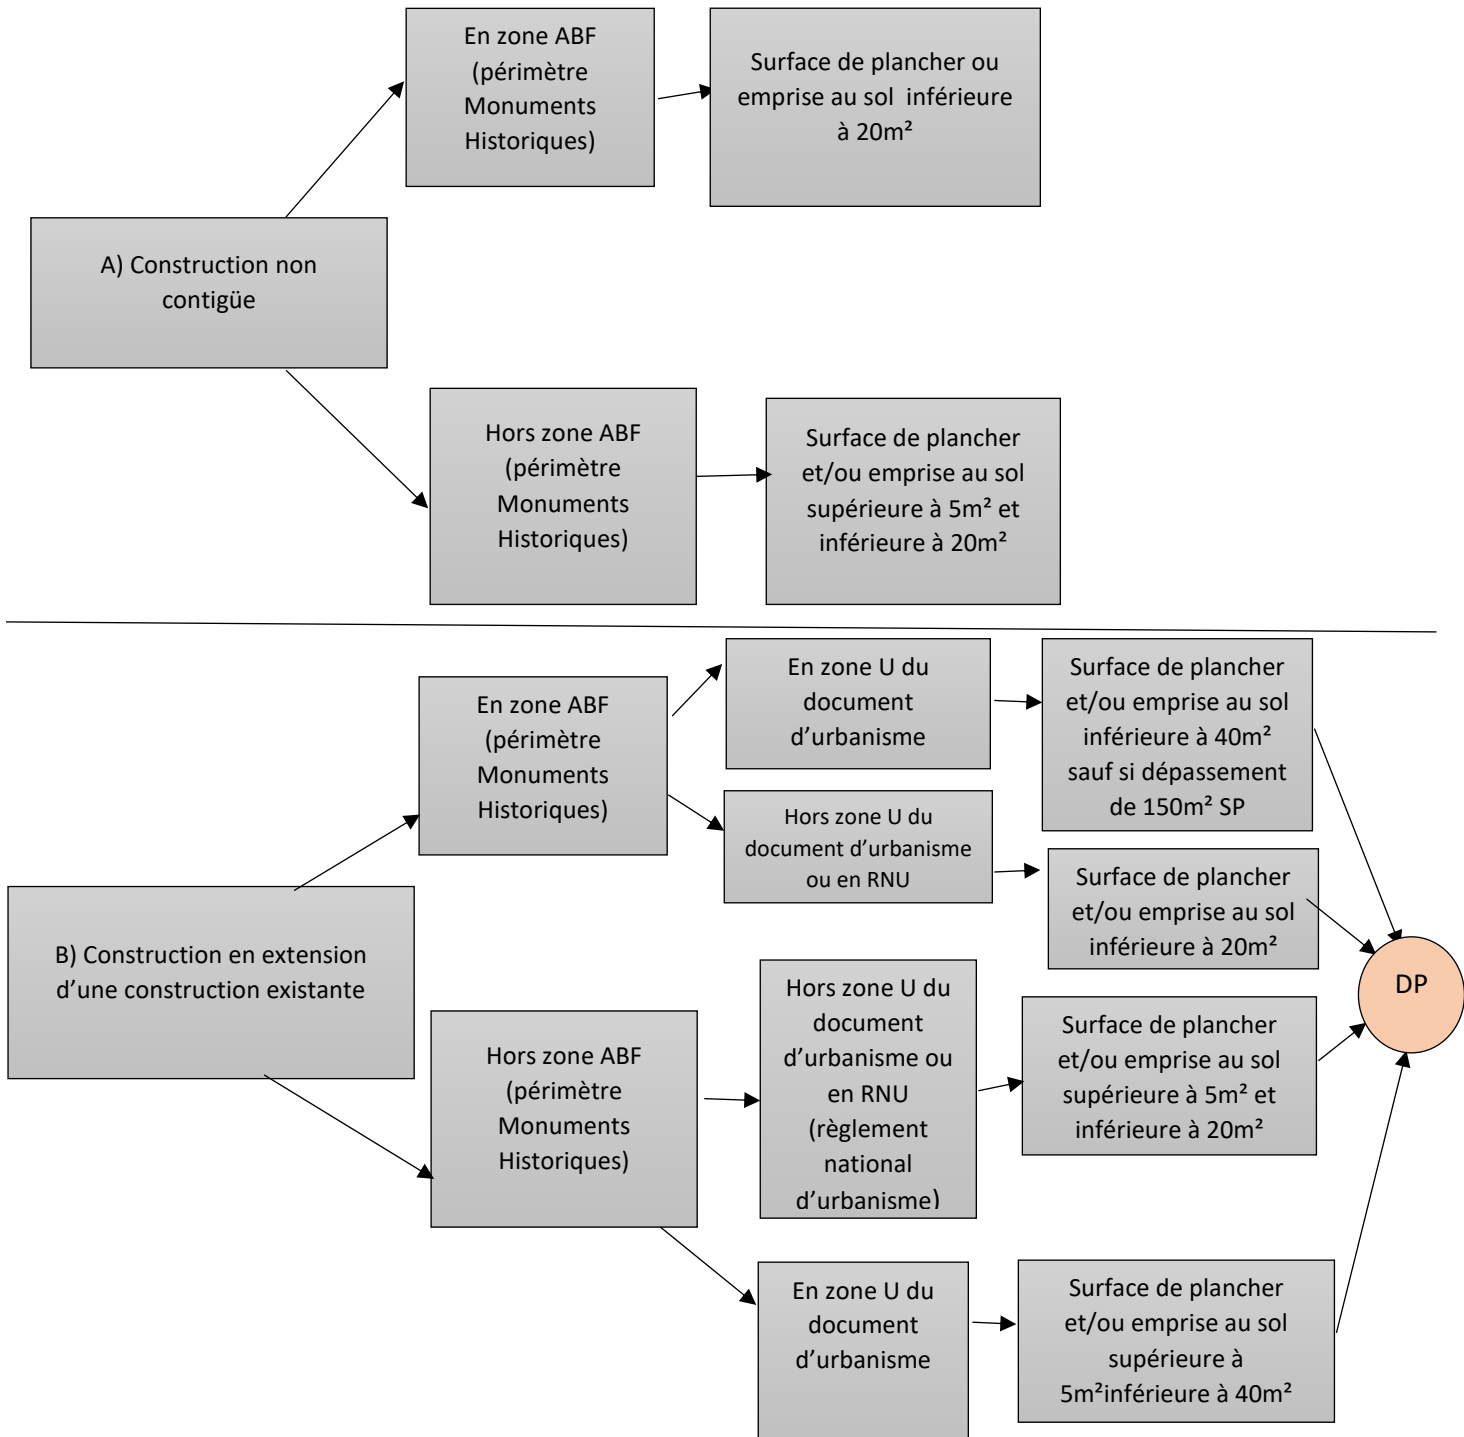 En zone ABF
(périmètre
Monuments
Historiques)
Surface de plancher ou
emprise au sol inférieure
à 20m²
A) Construction non
contigüe
Hors zone ABF
(périmètre
Monuments
Historiques)
Surface de plancher
et/ou emprise au sol
supérieure à 5m² et
inférieure à 20m²
En zone ABF
(périmètre
Monuments
Historiques)
En zone U du
document
d’urbanisme
Surface de plancher
et/ou emprise au sol
inférieure à 40m²
sauf si dépassement
de 150m² SP
Hors zone U du
document d’urbanisme
ou en RNU
Surface de plancher
et/ou emprise au sol
inférieure à 20m²
B) Construction en extension
d’une construction existante
DP
Hors zone ABF
(périmètre
Monuments
Historiques)
Hors zone U du
document
d’urbanisme ou
en RNU
(règlement
national
d’urbanisme)
Surface de plancher
et/ou emprise au sol
supérieure à 5m² et
inférieure à 20m²
En zone U du
document
d’urbanisme
Surface de plancher
et/ou emprise au sol
supérieure à
5m²inférieure à 40m²